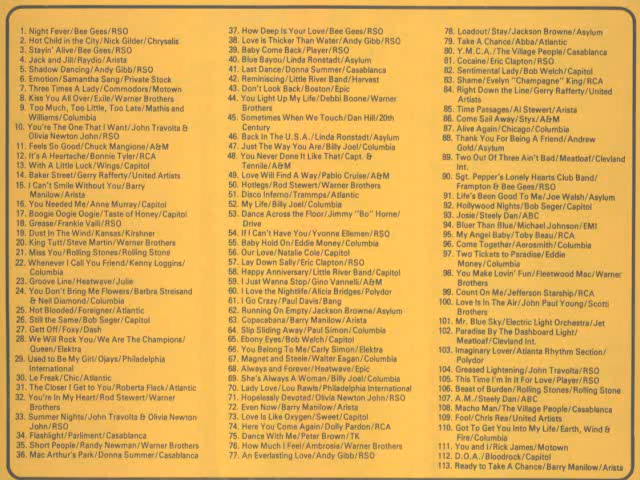 1. Night Fever/Bee Gees/RSO
2. Hot Child in the City/Nick Gilder/Chrysalis
3. Stayin' Alive/Bee Gees/RSO
4. Jack and Jill/Raydio/Arista
5. Shadow Dancing/Andy Gibb/RSO
6. Emotion/Samantha Sang/Private Stock
7. Three Times A Lady/Commodors/Motown
8. Kiss You All Over/Exile/Warner Brothers
9. Too Much, Too Little, Too Late/Mathis and
Williams/Columbia
10. You're The One That I Want/John Travolta &
Olivia Newton John/RSO
11. Feels So Good/Chuck Mangione/A&M
12. It's A Heartache/Bonnie Tyler/RCA
13. With A Little Luck/Wings/Capitol
14. Baker Street/Gerry Rafferty/United Artists
15. I Can't Smile Without You/Barry
Manilow/Arista
16. You Needed Me/Anne Murray/Capitol
17. Boogie Oogie Oogie/Taste of Honey/Capitol
18. Grease/Frankie Valli/RSO
19. Dust In The Wind/Kansas/Kirshner
20. King Tutt/Steve Martin/Warner Brothers
21. Miss You/Rolling Stones/Rolling Stones
22. Whenever I Call You Friend/Kenny Loggins/
Columbia
23. Groove Line/Heatwave/Julie
24. You Don't Bring Me Flowers/Barbra Streisand
& Neil Diamond/Columbia
25. Hot Blooded/Foreigner/Atlantic
26. Still the Same/Bob Seger/Capitol
27. Gett Off/Foxy/Dash
28. We Will Rock You/We Are The Champions/
Queen/Elektra
29. Used to Be My Girl/Ojays/Philadelphia
International
30. Le Freak/Chic/Atlantic
31. The Closer I Get to You/Roberta Flack/Atlantic
32. You're In My Heart/Rod Stewert/Warner
Brothers
33. Summer Nights/John Travolta & Olivia Newton
John/RSO
34. Flashlight/Parliment/Casablanca
35. Short People/Randy Newman/Warner Brothers
36. Mac Arthur's Park/Donna Summer/Casablanca
37. How Deep Is Your Love/Bee Gees/RSO
38. Love is Thicker Than Water/Andy Gibb/RSO
39. Baby Come Back/Player/RSO
40. Blue Bayou/Linda Ronstadt/Asylum
41. Last Dance/Donna Summer/Casablanca
42. Reminiscing/Little River Band/Harvest
43. Don't Look Back/Boston/Epic
44. You Light Up My Life/Debbi Boone/Warner
Brothers
45. Sometimes When We Touch/Dan Hill/20th
Century
46. Back In The U.S.A./Linda Ronstadt/Asylum
47. Just The Way You Are/Billy Joel/Columbia
48. You Never Done It Like That/Capt. &
Tennile/A&M
49. Love Will Find A Way/Pablo Cruise/A&M
50. Hotlegs/Rod Stewert/Warner Brothers
51. Disco Inferno/Trammps/Atlantic
52. My Life/Billy Joel/Columbia
53. Dance Across the Floor/Jimmy "Bo" Horne/
Drive
54. If I Can't Have You/Yvonne Ellemen/RSO
55. Baby Hold On/Eddie Money/Columbia
56. Our Love/Natalie Cole/Capitol
57. Lay Down Sally/Eric Clapton/RSO
58. Happy Anniversary/Little River Band/Capitol
59. I Just Wanna Stop/Gino Vannelli/A&M
60. I Love the Nightlife/Alicia Bridges/Polydor
61. I Go Crazy/Paul Davis/Bang
62. Running On Empty/Jackson Browne/Asylum
63. Copacabana/Barry Manilow/Arista
64. Slip Sliding Away/Paul Simon/Columbia
65. Ebony Eyes/Bob Welch/Capitol
66. You Belong To Me/Carly Simon/Elektra
67. Magnet and Steele/Walter Eagan/Columbia
68. Always and Forever/Heatwave/Epic
69. She's Always A Woman/Billy Joel/Columbia
70. Lady Love/Lou Rawls/Philadelphia International
71. Hopelessly Devoted/Olivia Newton John/RSO
72. Even Now/Barry Manilow/Arista
73. Love Is Like Oxygen/Sweet/Capitol
74. Here You Come Again/Dolly Pardon/RCA
75. Dance With Me/Peter Brown/TK
76. How Much I Feel/Ambrosia/Warner Brothers
77. An Everlasting Love/Andy Gibb/RSO
78. Loadout/Stay/Jackson Browne/Asylum
79. Take A Chance/Abba/Atlantic
80. Y.M.C.A./The Village People/Casablanca
81. Cocaine/Eric Clapton/RSO
82. Sentimental Lady/Bob Welch/Capitol
83. Shame/Evelyn "Champagne" King/RCA
84. Right Down the Line/Gerry Rafferty/United
Artists
85. Time Passages/Al Stewert/Arista
86. Come Sail Away/Styx/A&M
87. Alive Again/Chicago/Columbia
88. Thank You For Being A Friend/Andrew
Gold/Asylum
89. Two Out Of Three Ain't Bad/Meatloaf/Clevland
Int.
90. Sgt. Pepper's Lonely Hearts Club Band/
Frampton & Bee Gees/RSO
91. Life's Been Good To Me/Joe Walsh/Asylum
92. Hollywood Nights/Bob Seger/Capitol
93. Josie/Steely Dan/ABC
94. Bluer Than Blue/Michael Johnson/EMI
95. My Angel Baby/Toby Beau/RCA
96. Come Together/Aerosmith/Columbia
97. Two Tickets to Paradise/Eddie
Money/Columbia
98. You Make Lovin' Fun/Fleetwood Mac/Warner
Brothers
99. Count On Me/Jefferson Starship/RCA
100. Love Is In The Air/John Paul Young/Scotti
Brothers
101. Mr. Blue Sky/Electric Light Orchestra/Jet
102. Paradise By The Dashboard Light/
Meatloaf/Clevland Int.
103. Imaginary Lover/Atlanta Rhythm Section/
Polydor
104. Greased Lightening/John Travolta/RSO
105. This Time I'm In It For Love/Player/RSO
106. Beast of Burden/Rolling Stones/Rolling Stone
107. A.M./Steely Dan/ABC
108. Macho Man/The Village People/Casablanca
109. Fool/Chris Rea/United Artists
110. Got To Get You Into My Life/Earth, Wind &
Fire/Columbia
111. You and I/Rick James/Motown
112. D.O.A./Bloodrock/Capitol
113. Ready to Take A Chance/Barry Manilow/Arista